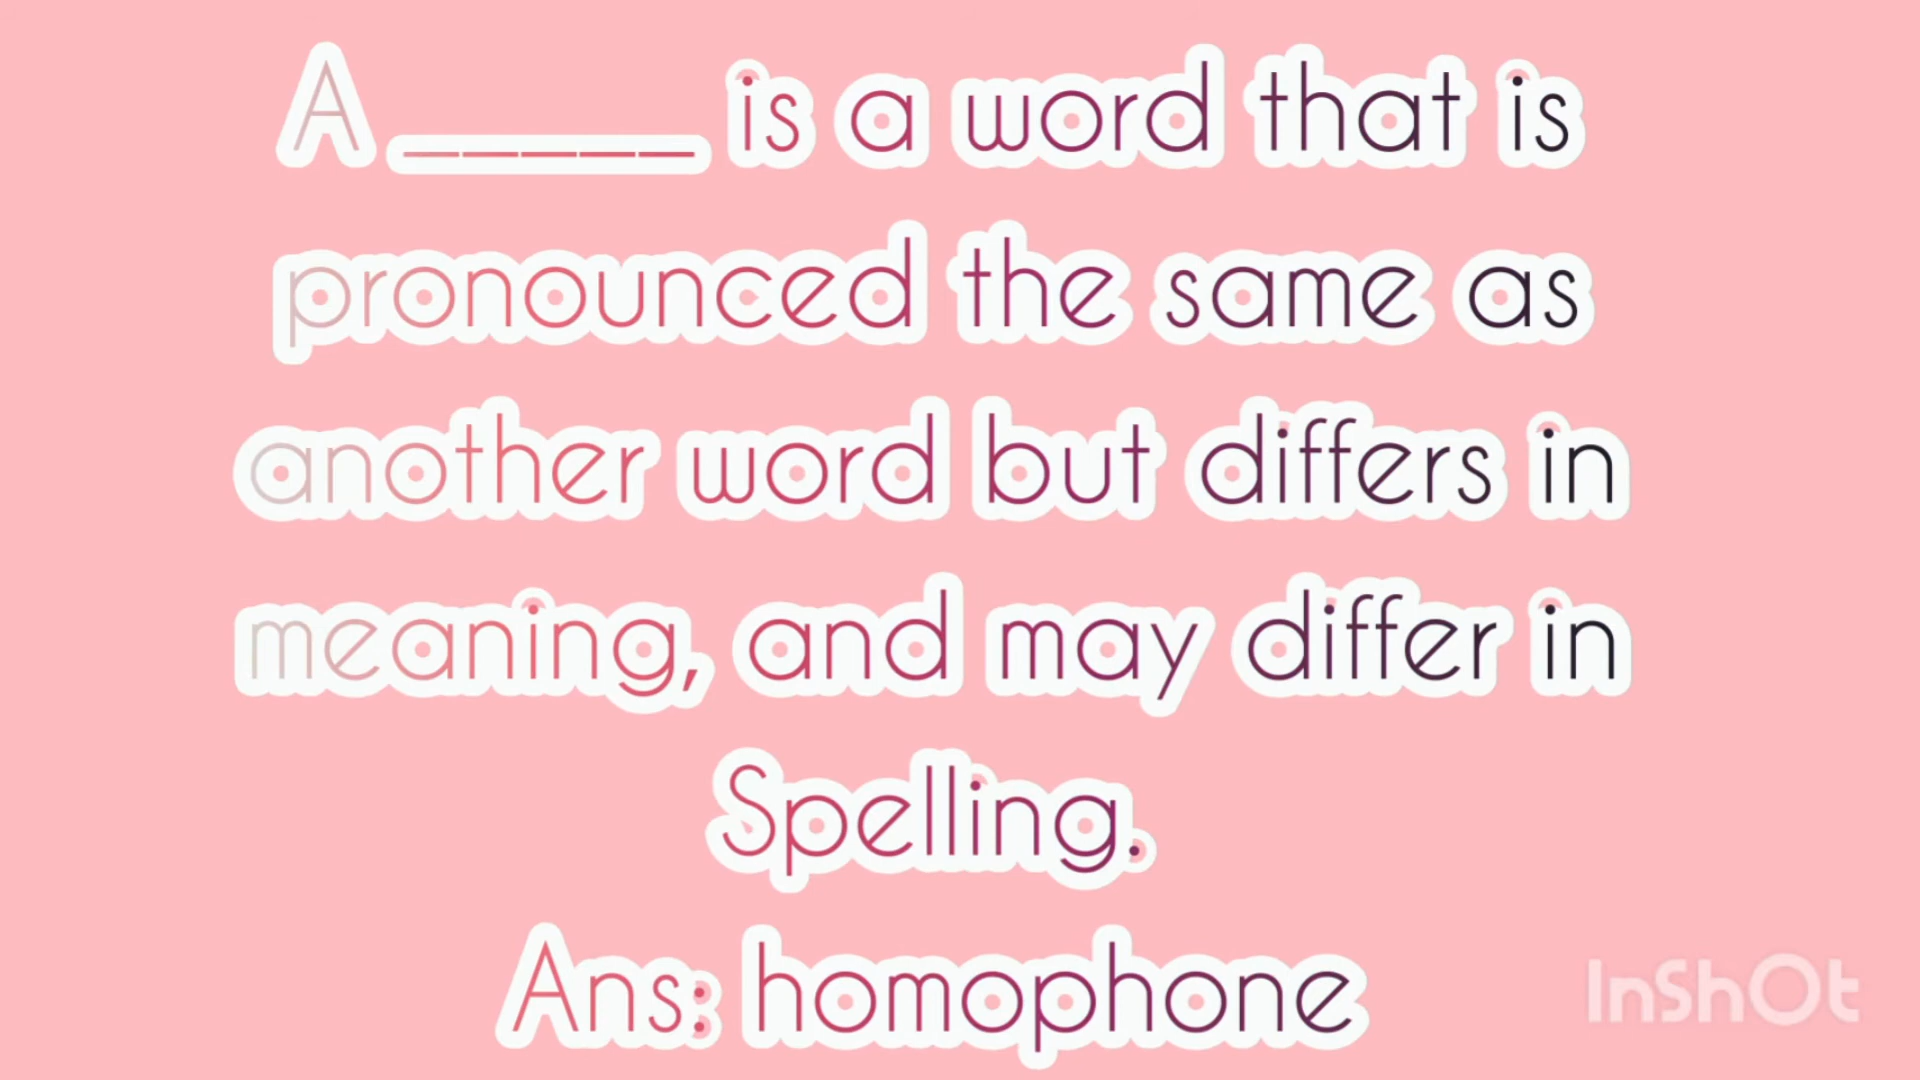 A _____ is a word that is
pronounced the same as
another word but differs in
meaning, and may differ in
Spelling.
Ans: homophone
InShOt